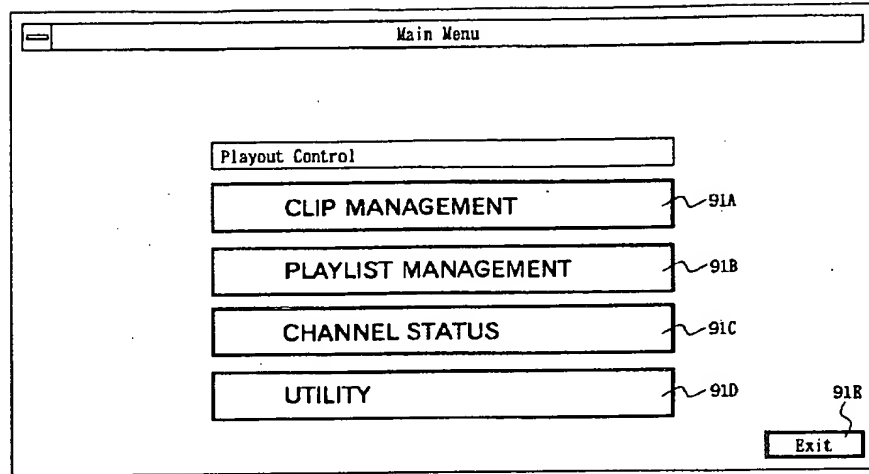 Main Menu
Playout Control
CLIP MANAGEMENT
91A
PLAYLIST MANAGEMENT
91B
CHANNEL STATUS
91C
UTILITY
91D
91E
Exit